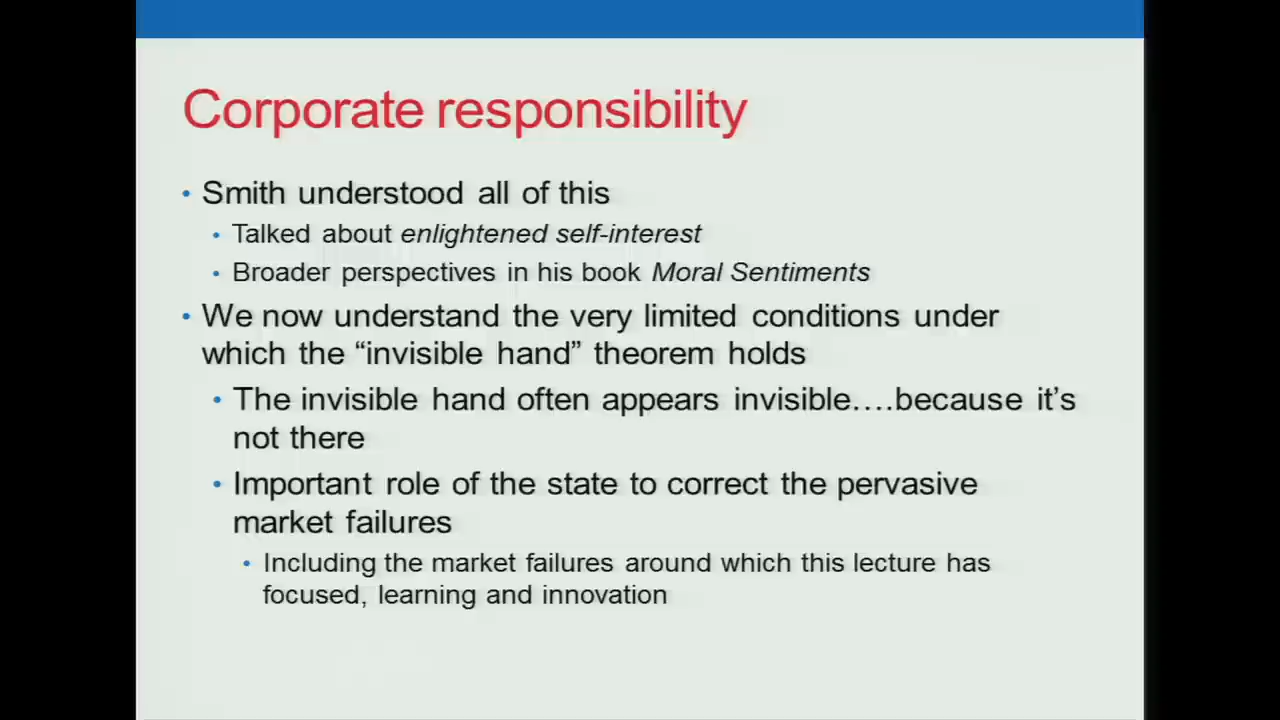 Corporate responsibility
• Smith understood all of this
• Talked about enlightened self-interest
• Broader perspectives in his book Moral Sentiments
• We now understand the very limited conditions under
which the “invisible hand” theorem holds
• The invisible hand often appears invisible….because it’s
not there
• Important role of the state to correct the pervasive
market failures
• Including the market failures around which this lecture has
focused, learning and innovation